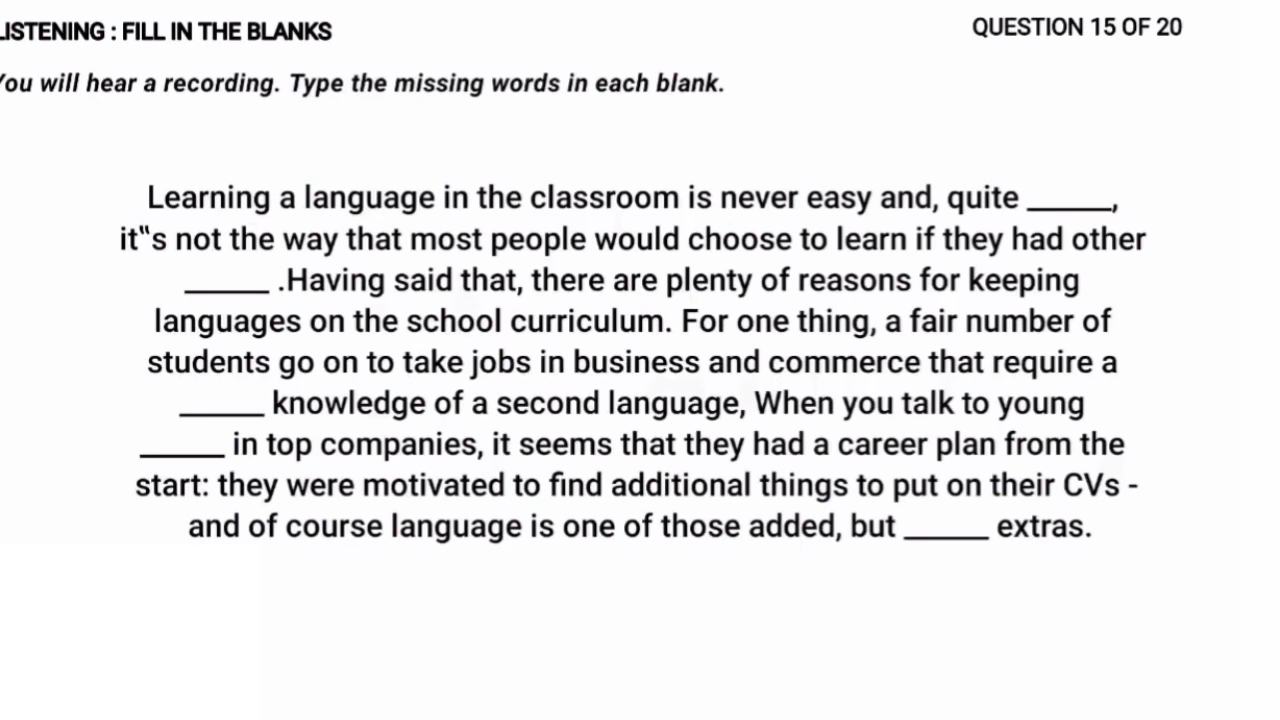 LISTENING : FILL IN THE BLANKS
QUESTION 15 OF 20
You will hear a recording. Type the missing words in each blank.
Learning a language in the classroom is never easy and, quite _____,
it‟s not the way that most people would choose to learn if they had other
_____ .Having said that, there are plenty of reasons for keeping
languages on the school curriculum. For one thing, a fair number of
students go on to take jobs in business and commerce that require a
_____ knowledge of a second language, When you talk to young
_____ in top companies, it seems that they had a career plan from the
start: they were motivated to find additional things to put on their CVs -
and of course language is one of those added, but _____ extras.